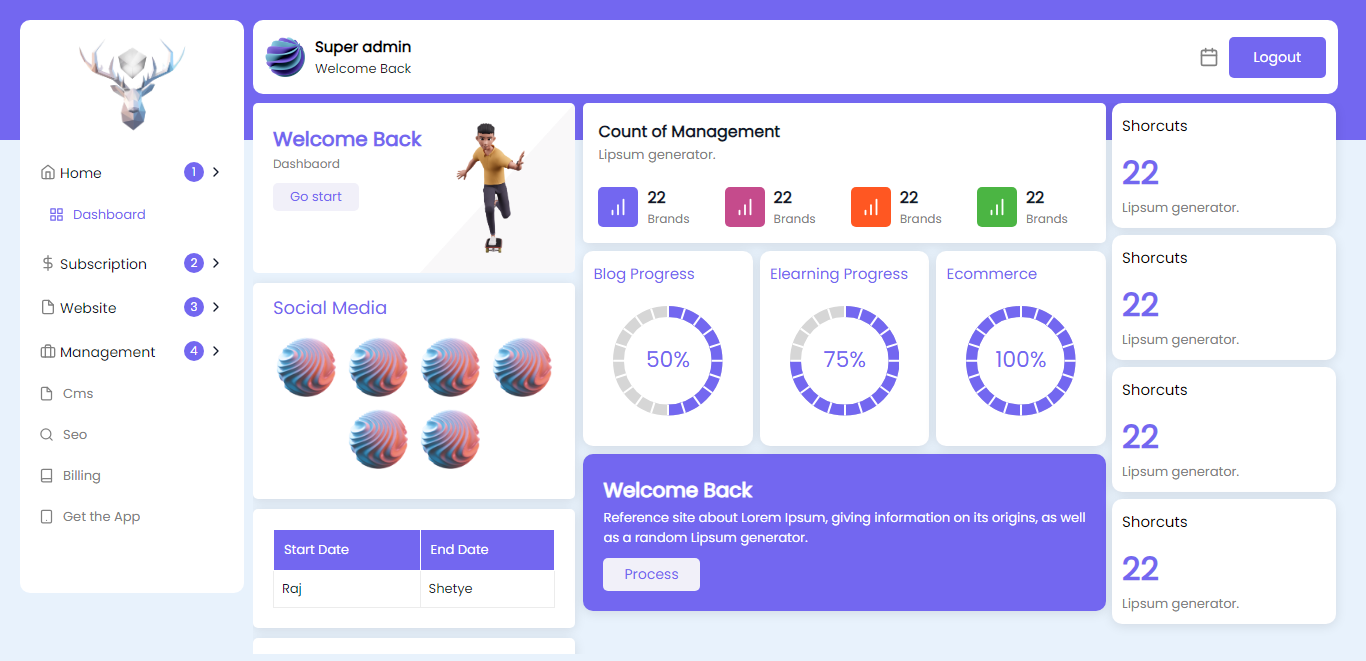 Super admin
Welcome Back
Logout
Home
1
Dashboard
Subscription
2
Website
3
Management
4
Cms
Seo
Billing
Get the App
Welcome Back
Dashbaord
Go start
Social Media
Start Date End Date
Raj Shetye
Count of Management
Lipsum generator.
22
Brands
22
Brands
22
Brands
22
Brands
Blog Progress
50%
Elearning Progress
75%
Ecommerce
100%
Welcome Back
Reference site about Lorem Ipsum, giving information on its origins, as well
as a random Lipsum generator.
Process
Shorcuts
22
Lipsum generator.
Shorcuts
22
Lipsum generator.
Shorcuts
22
Lipsum generator.
Shorcuts
22
Lipsum generator.